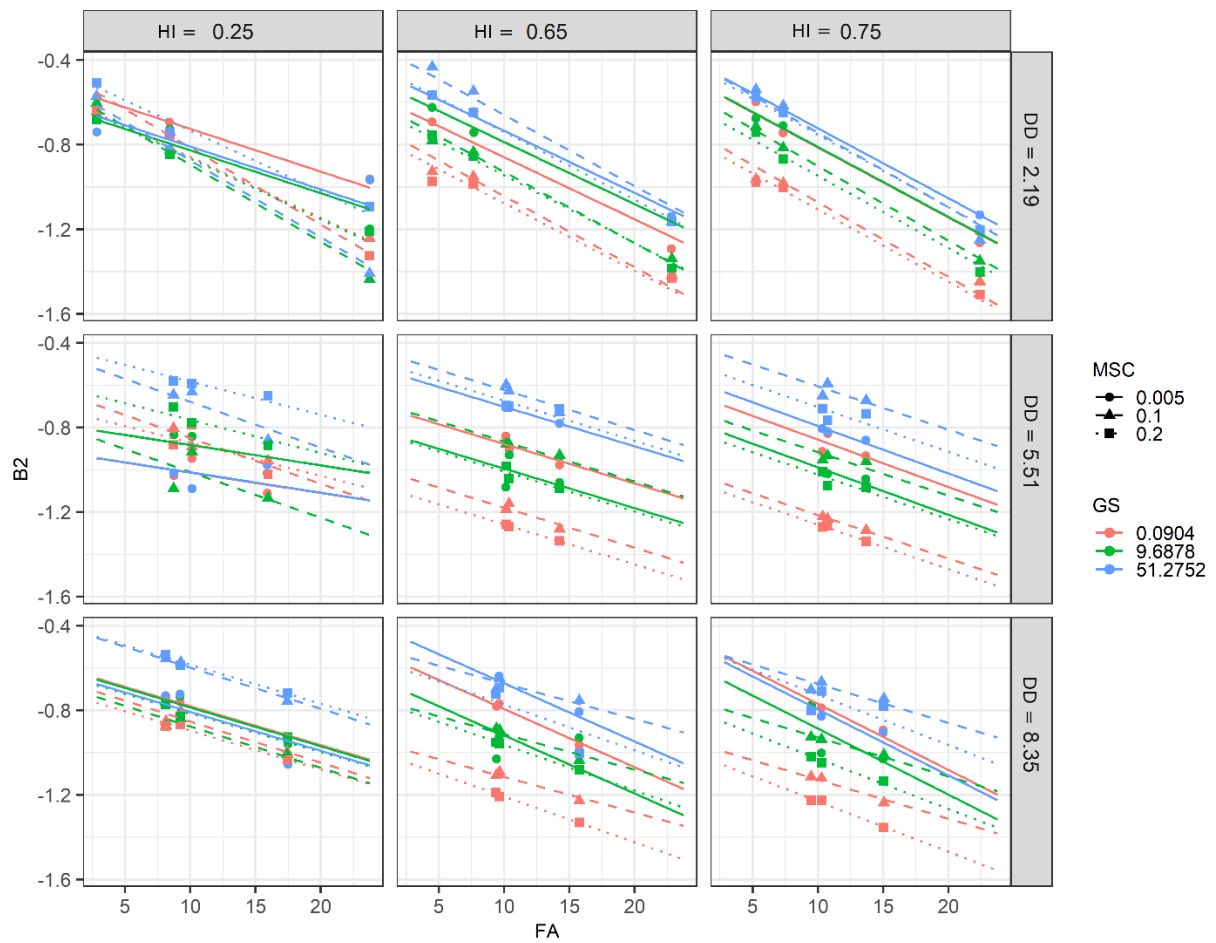 HI = 0.25
HI = 0.65
HI = 0.75
-0.4
-0.8
-1.2
-1.6
DD = 2.19
-0.4
-0.8
-1.2
-1.6
DD = 5.51
-0.4
-0.8
-1.2
-1.6
DD = 8.35
B2
5 10 15 20
5 10 15 20
5 10 15 20
FA
MSC
0.005
0.1
0.2
GS
0.0904
9.6878
51.2752